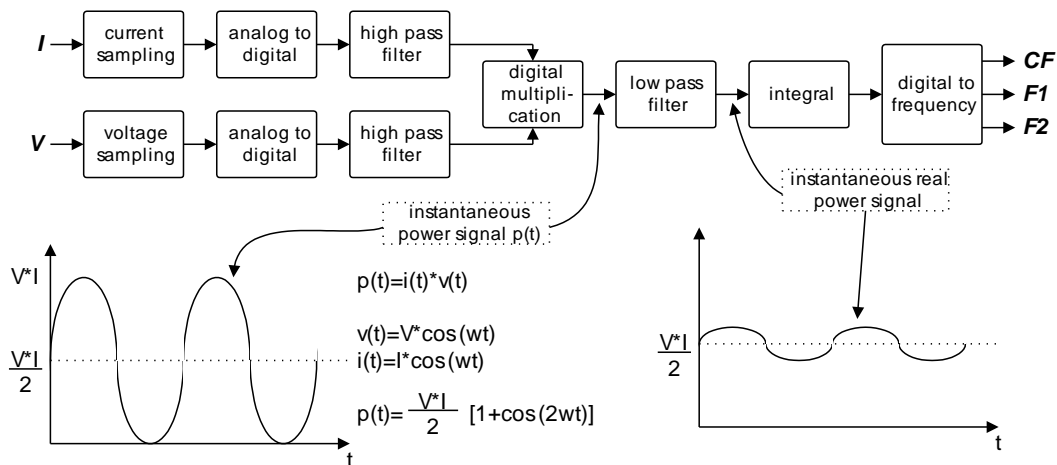 I
current
sampling
analog to
digital
high pass
filter
V
voltage
sampling
analog to
digital
high pass
filter
digital
multipli-
cation
low pass
filter
integral
digital to
frequency
CF
F1
F2
instantaneous
power signal p(t)
instantaneous real
power signal
V*I
V*I
2
t
p(t)=i(t)*v(t)
v(t)=V*cos(wt)
i(t)=I*cos(wt)
p(t)= V*I/2 [1+cos(2wt)]
V*I
2
t